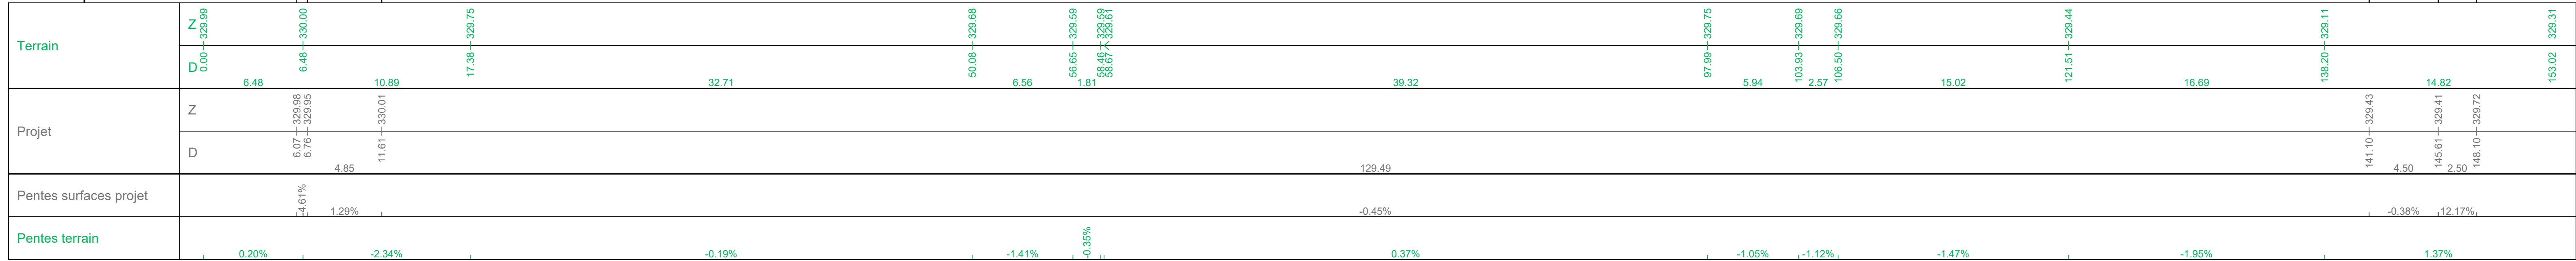 Terrain
Z
329.99 330.00 329.75 329.68 329.59 329.59 329.61 329.75 329.69 329.66 329.44 329.11 329.31
D
0.00 6.48 17.38 50.08 56.65 58.46 58.67 97.99 103.93 106.50 121.51 138.20 153.02
6.48 10.89 32.71 6.56 1.81 39.32 5.94 2.57 15.02 16.69 14.82
Projet
Z
329.98 329.95 330.01 329.43 329.41 329.72
D
6.07 6.76 11.61 141.10 145.61 148.10
4.85 129.49 4.50 2.50
Pentes surfaces projet
-4.61% 1.29% -0.45% -0.38% 12.17%
Pentes terrain
0.20% -2.34% -0.19% -1.41% -0.35% 0.37% -1.05% -1.12% -1.47% -1.95% 1.37%